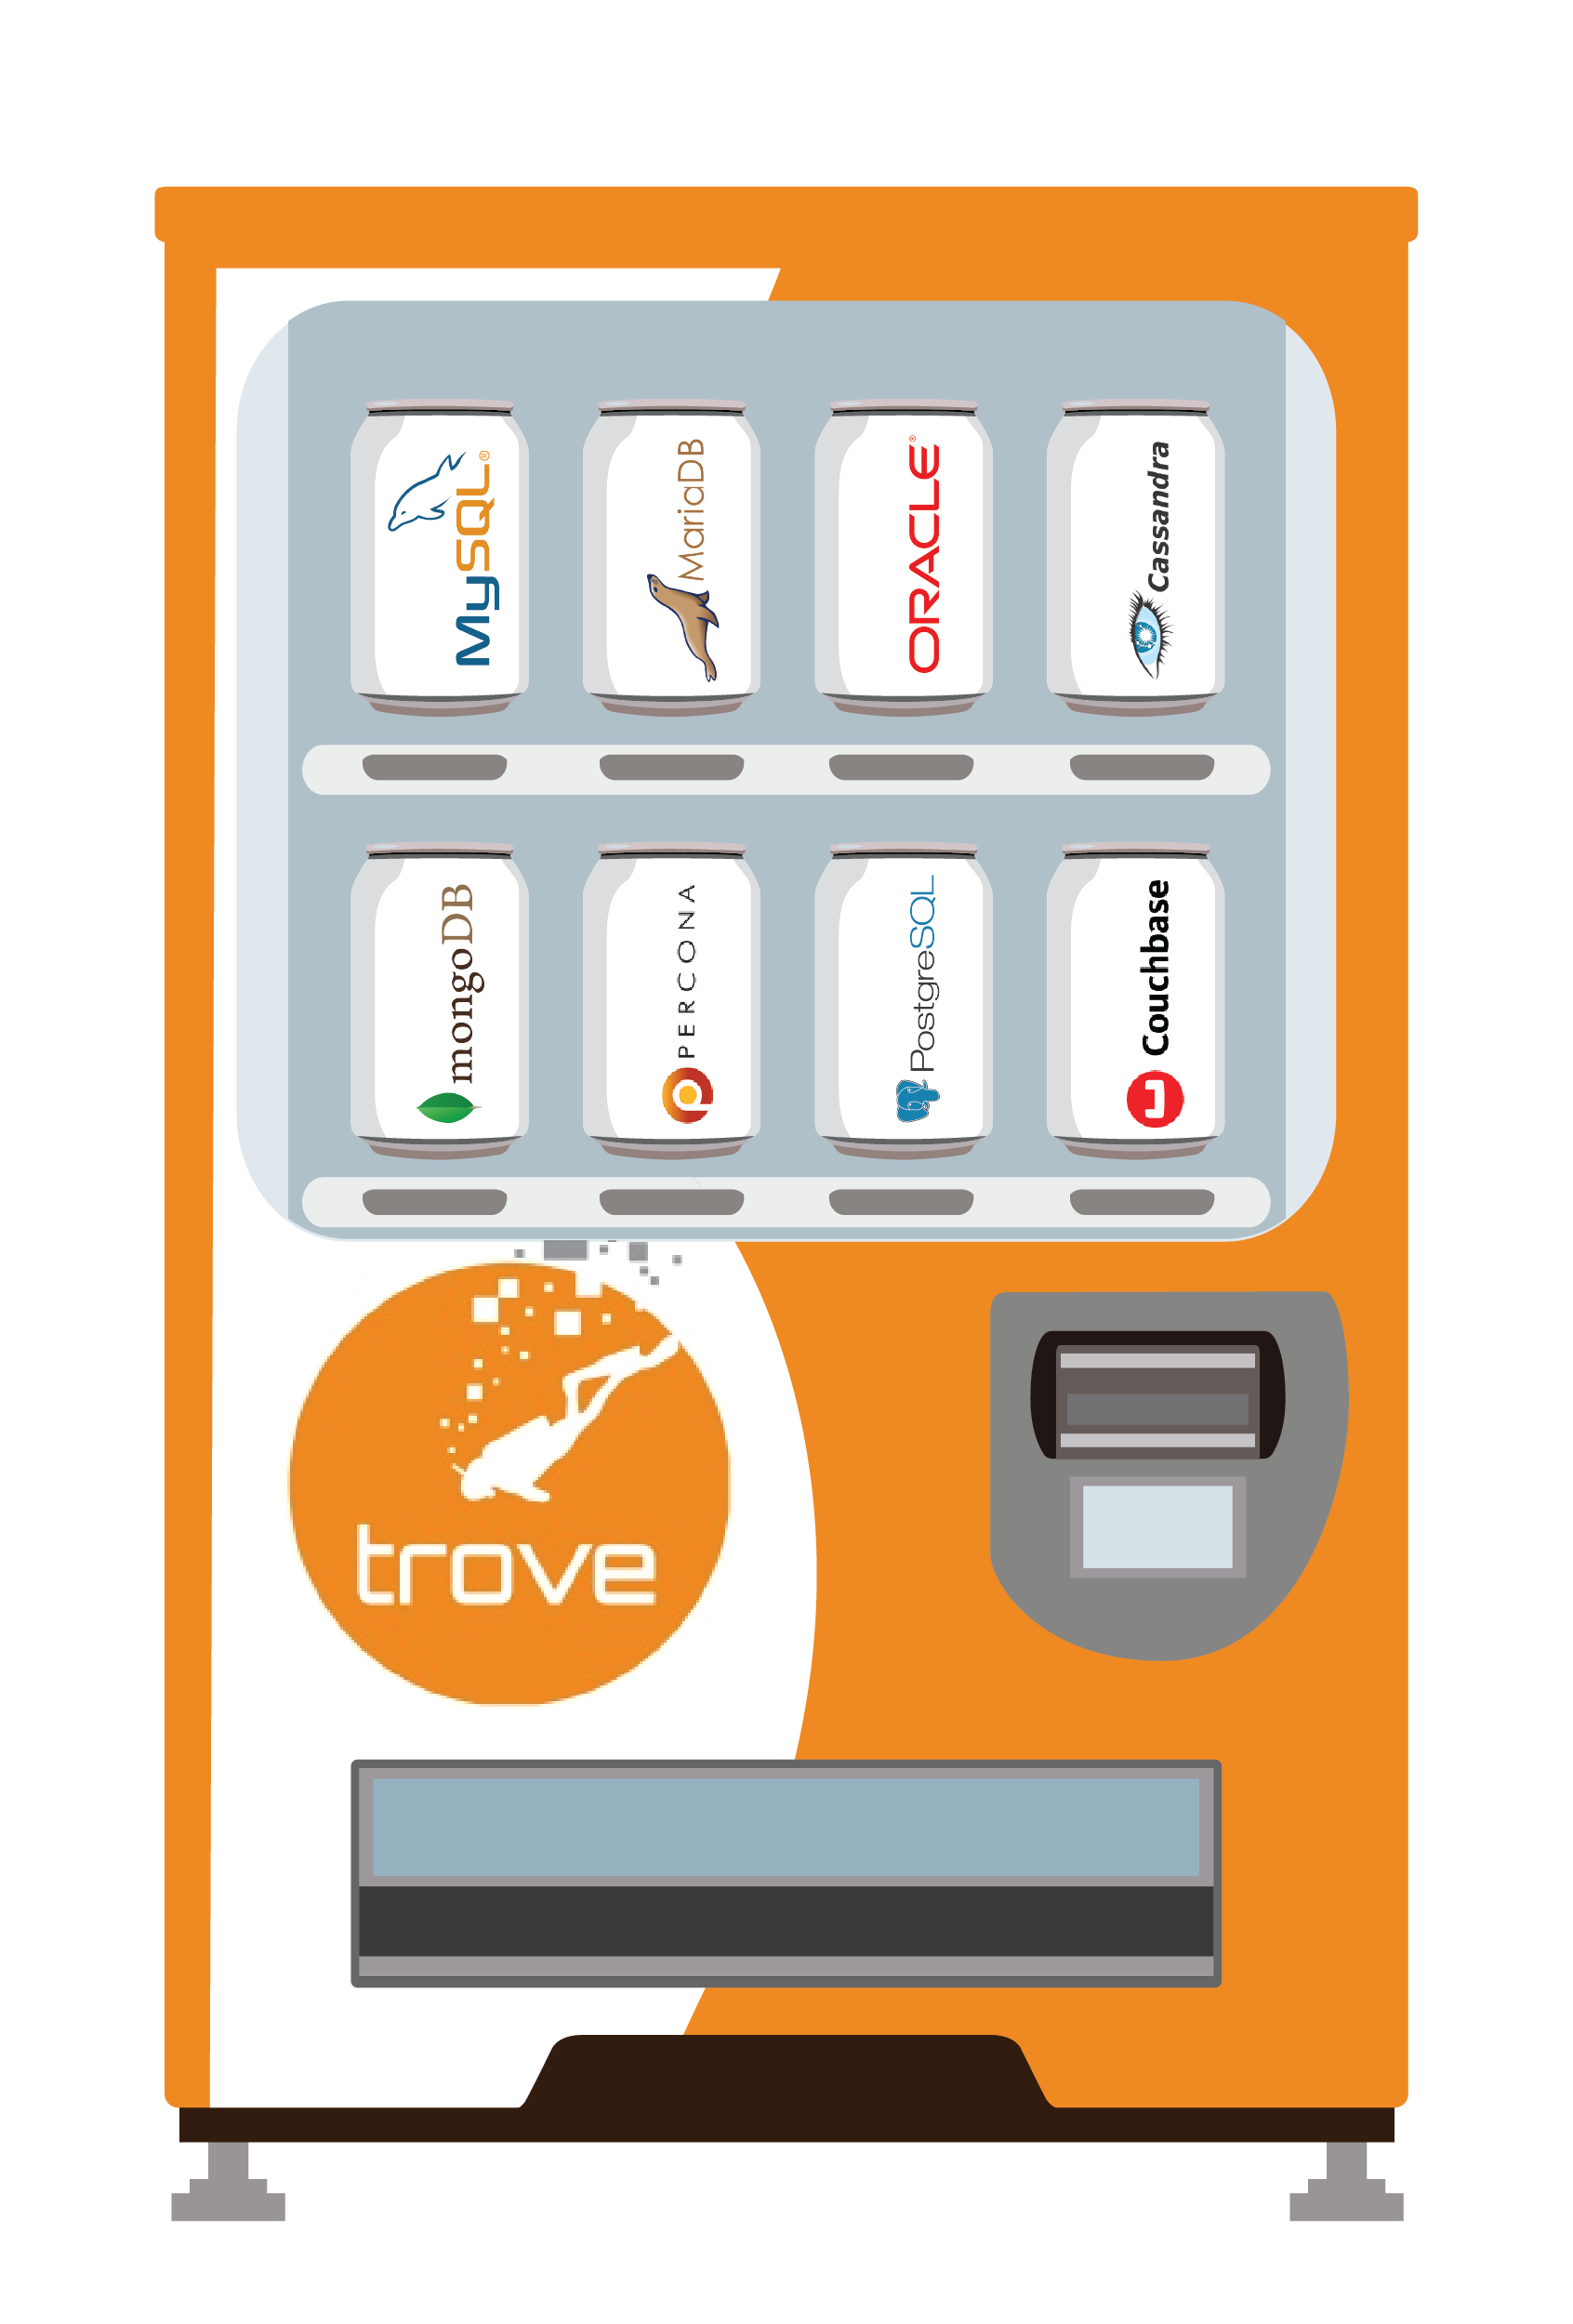 MySQL®
MariaDB
ORACLE®
Cassandra
mongoDB
PERCONA
PostgreSQL
Couchbase
trove